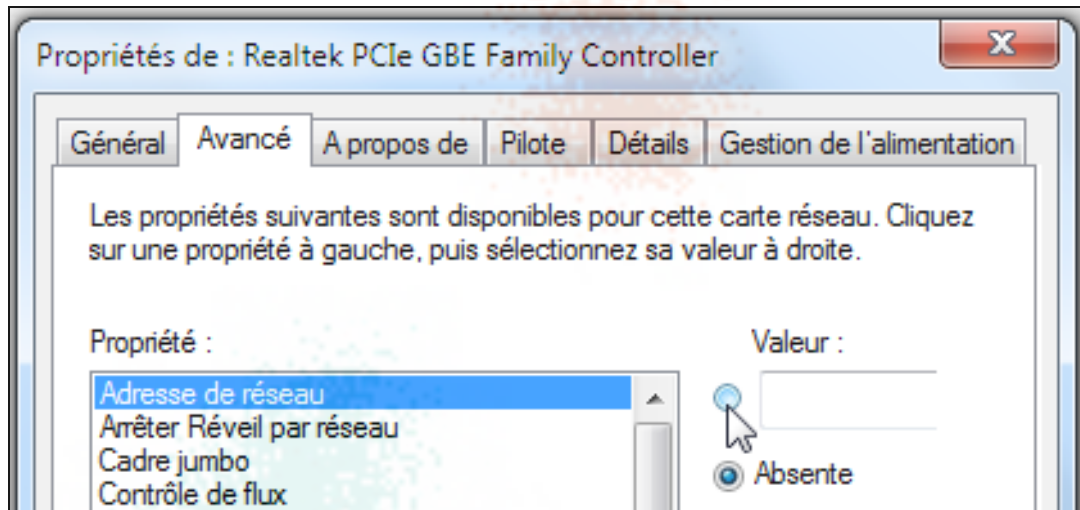 Propriétés de : Realtek PCIe GBE Family Controller
Général Avancé A propos de Pilote Détails Gestion de l'alimentation
Les propriétés suivantes sont disponibles pour cette carte réseau. Cliquez
sur une propriété à gauche, puis sélectionnez sa valeur à droite.
Propriété : Valeur :
Adresse de réseau
Arrêter Réveil par réseau
Cadre jumbo
Absente
Contrôle de flux